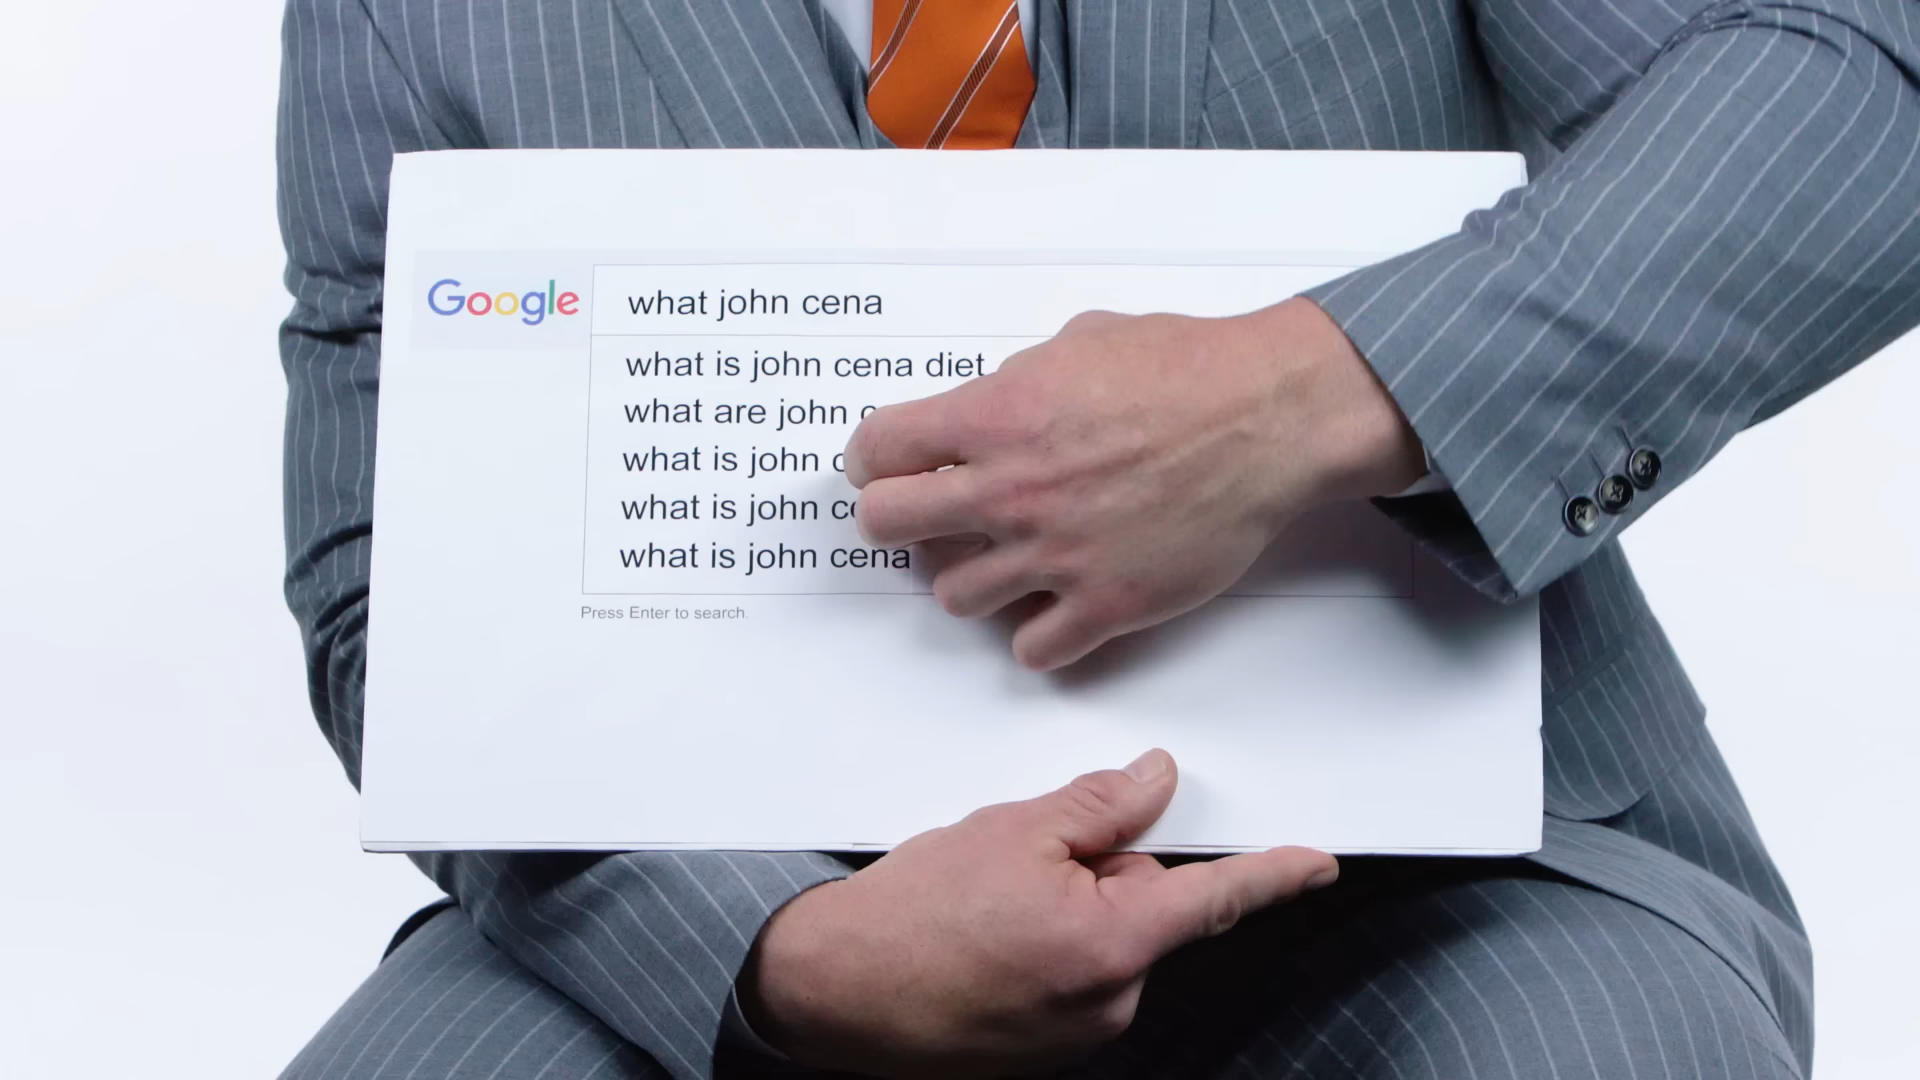 Google
what john cena
what is john cena diet
what are john
what is john
what is john
what is john cena
Press Enter to search.